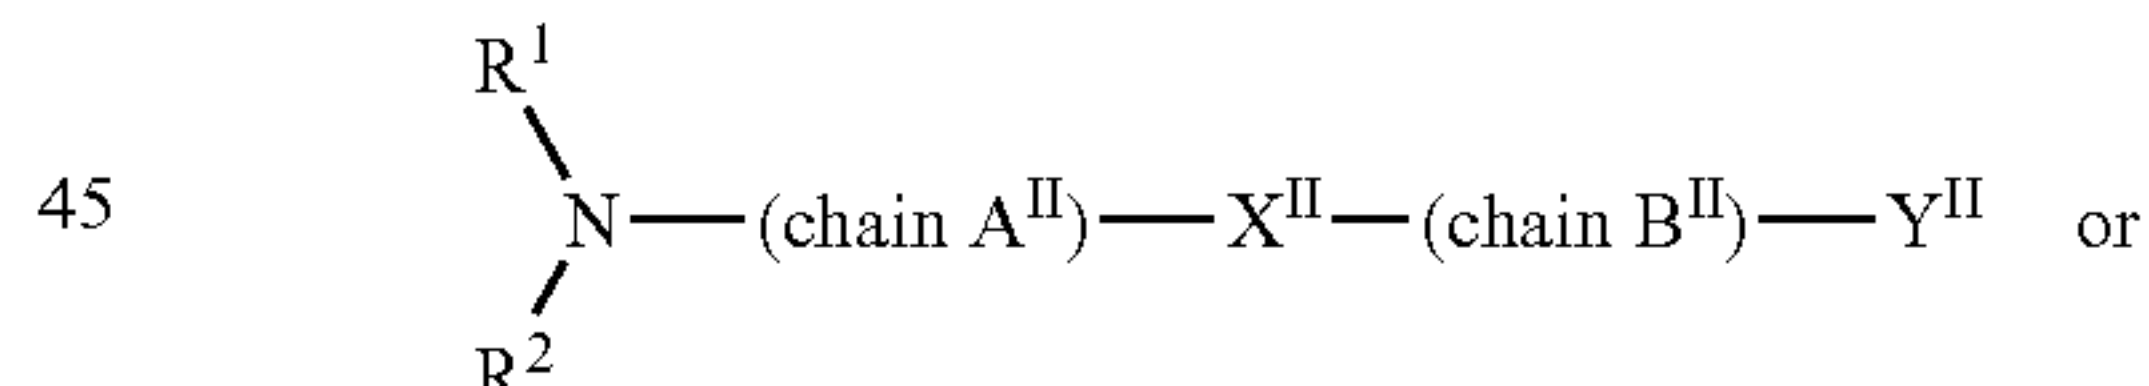 R¹
45 N—(chain Aᴵᴵ)—Xᴵᴵ—(chain Bᴵᴵ)—Yᴵᴵ or
R²